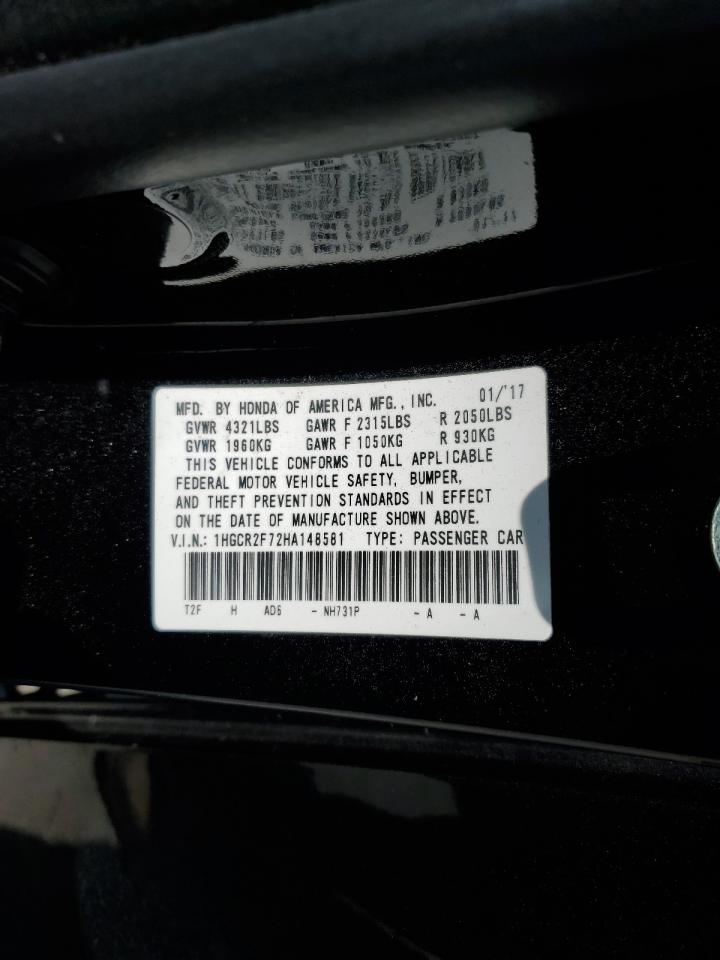 MFD. BY HONDA OF AMERICA MFG., INC. 01/'17
GVWR 4321LBS GAWR F 2315LBS R 2050LBS
GVWR 1960KG GAWR F 1050KG R 930KG
THIS VEHICLE CONFORMS TO ALL APPLICABLE
FEDERAL MOTOR VEHICLE SAFETY, BUMPER,
AND THEFT PREVENTION STANDARDS IN EFFECT
ON THE DATE OF MANUFACTURE SHOWN ABOVE.
V.I.N.: 1HGCR2F72HA148581 TYPE: PASSENGER CAR
T2F H AD6 - NH731P - A - A